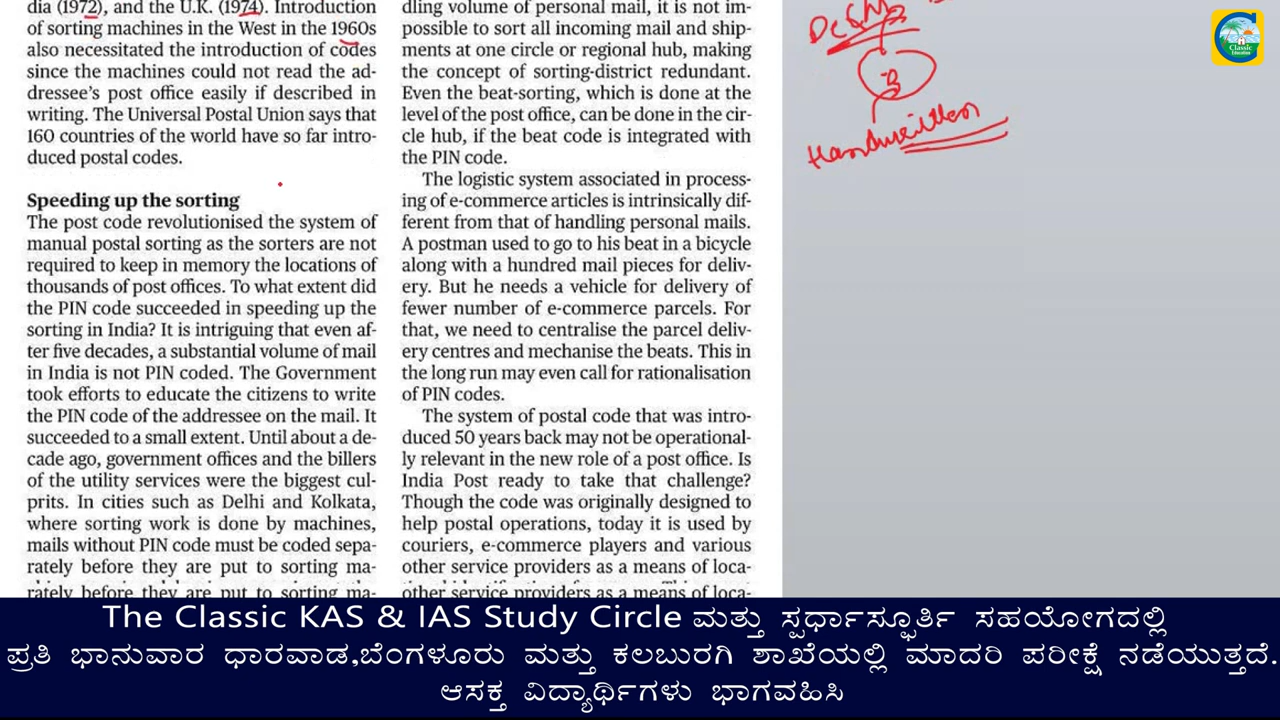 dia (1972), and the U.K. (1974). Introduction
of sorting machines in the West in the 1960s
also necessitated the introduction of codes
since the machines could not read the ad-
dressee's post office easily if described in
writing. The Universal Postal Union says that
160 countries of the world have so far intro-
duced postal codes.
Speeding up the sorting
The post code revolutionised the system of
manual postal sorting as the sorters are not
required to keep in memory the locations of
thousands of post offices. To what extent did
the PIN code succeeded in speeding up the
sorting in India? It is intriguing that even af-
ter five decades, a substantial volume of mail
in India is not PIN coded. The Government
took efforts to educate the citizens to write
the PIN code of the addressee on the mail. It
succeeded to a small extent. Until about a de-
cade ago, government offices and the billers
of the utility services were the biggest cul-
prits. In cities such as Delhi and Kolkata,
where sorting work is done by machines,
mails without PIN code must be coded sepa-
rately before they are put to sorting ma-
rately before they are put to sorting ma-
dling volume of personal mail, it is not im-
possible to sort all incoming mail and ship-
ments at one circle or regional hub, making
the concept of sorting-district redundant.
Even the beat-sorting, which is done at the
level of the post office, can be done in the cir-
cle hub, if the beat code is integrated with
the PIN code.
The logistic system associated in process-
ing of e-commerce articles is intrinsically dif-
ferent from that of handling personal mails.
A postman used to go to his beat in a bicycle
along with a hundred mail pieces for deliv-
ery. But he needs a vehicle for delivery of
fewer number of e-commerce parcels. For
that, we need to centralise the parcel deliv-
ery centres and mechanise the beats. This in
the long run may even call for rationalisation
of PIN codes.
The system of postal code that was intro-
duced 50 years back may not be operational-
ly relevant in the new role of a post office. Is
India Post ready to take that challenge?
Though the code was originally designed to
help postal operations, today it is used by
couriers, e-commerce players and various
other service providers as a means of loca-
other service providers as a means of loca-
Handwritten
Classic
Education
The Classic KAS & IAS Study Circle ಮತ್ತು ಸ್ಪರ್ಧಾಸ್ಫೂರ್ತಿ ಸಹಯೋಗದಲ್ಲಿ
ಪ್ರತಿ ಭಾನುವಾರ ಧಾರವಾಡ,ಬೆಂಗಳೂರು ಮತ್ತು ಕಲಬುರಗಿ ಶಾಖೆಯಲ್ಲಿ ಮಾದರಿ ಪರೀಕ್ಷೆ ನಡೆಯುತ್ತದೆ.
ಆಸಕ್ತ ವಿದ್ಯಾರ್ಥಿಗಳು ಭಾಗವಹಿಸಿ